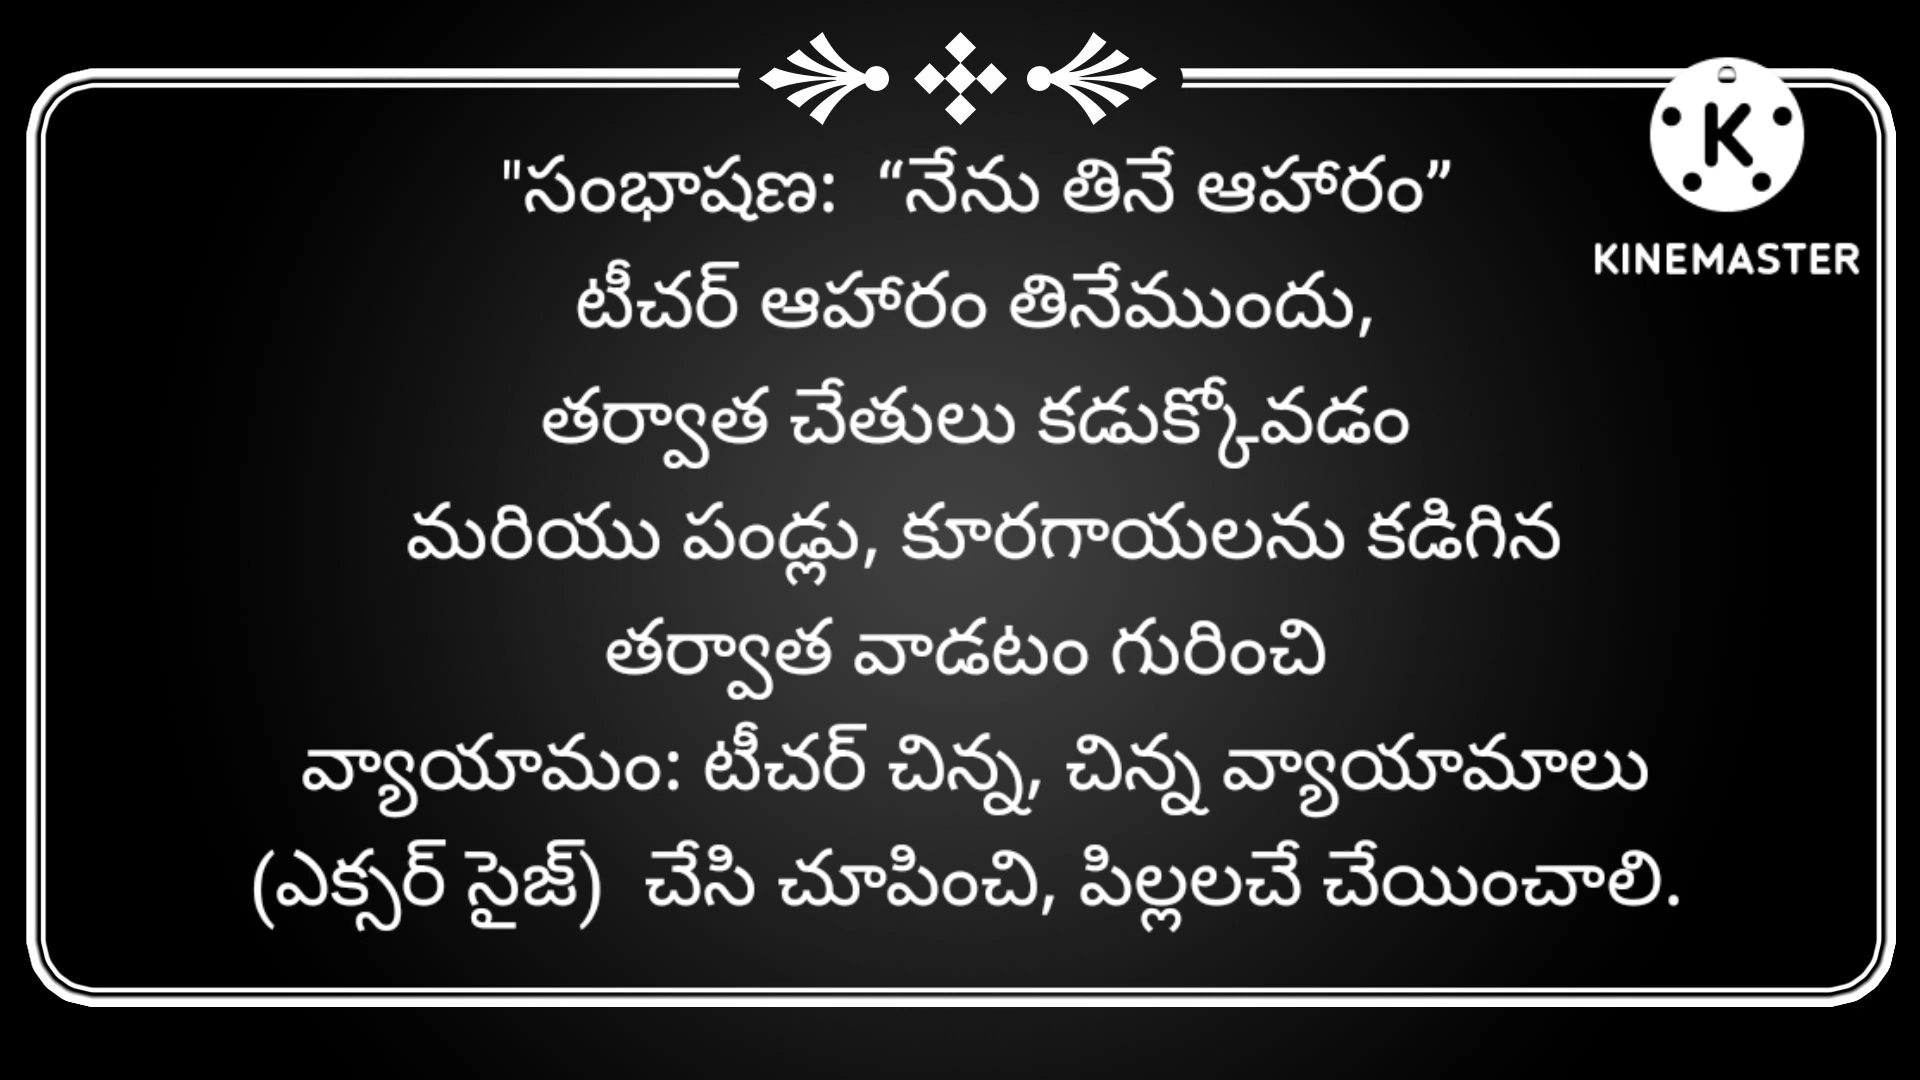 "సంభాషణ:  “నేను తినే ఆహారం”
టీచర్ ఆహారం తినేముందు,
తర్వాత చేతులు కడుక్కోవడం
మరియు పండ్లు, కూరగాయలను కడిగిన
తర్వాత వాడటం గురించి
వ్యాయామం: టీచర్ చిన్న, చిన్న వ్యాయామాలు
(ఎక్సర్ సైజ్)  చేసి చూపించి, పిల్లలచే చేయించాలి.
K
KINEMASTER